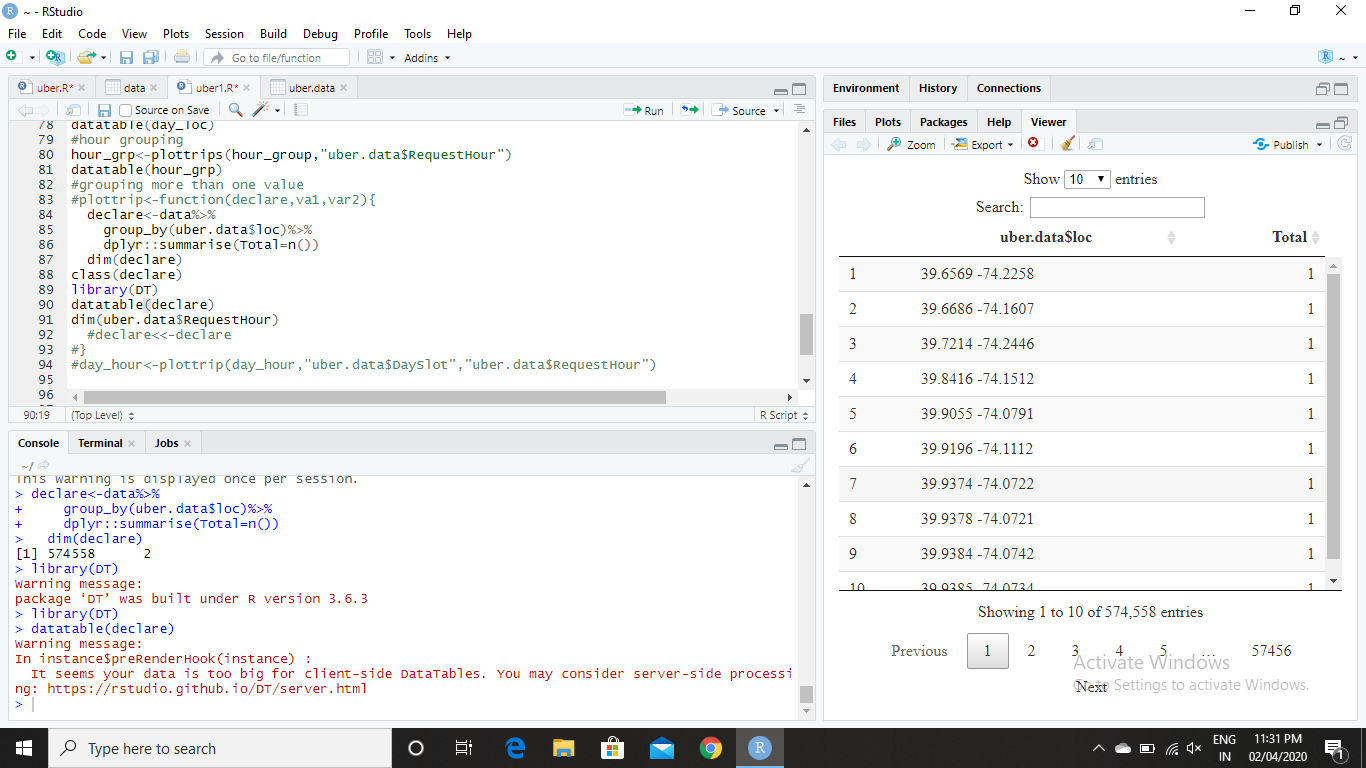 ~ - RStudio
File Edit Code View Plots Session Build Debug Profile Tools Help
Go to file/function
Addins
~
uber.R*
data
uber1.R*
uber.data
Source on Save
Run
Source
78 datatable(day_loc)
79 #hour grouping
80 hour_grp<-plottrips(hour_group,"uber.data$RequestHour")
81 datatable(hour_grp)
82 #grouping more than one value
83 #plottrip<-function(declare,va1,var2){
84 declare<-data%>%
85 group_by(uber.data$loc)%>%
86 dplyr::summarise(Total=n())
87 dim(declare)
88 class(declare)
89 library(DT)
90 datatable(declare)
91 dim(uber.data$RequestHour)
92 #declare<<-declare
93 #}
94 #day_hour<-plottrip(day_hour,"uber.data$DaySlot","uber.data$RequestHour")
95
96
90:19
(Top Level)
R Script
Console
Terminal
Jobs
~/
This warning is displayed once per session.
> declare<-data%>%
+ group_by(uber.data$loc)%>%
+ dplyr::summarise(Total=n())
> dim(declare)
[1] 574558 2
> library(DT)
Warning message:
package ‘DT’ was built under R version 3.6.3
> library(DT)
> datatable(declare)
Warning message:
In instance$preRenderHook(instance) :
It seems your data is too big for client-side DataTables. You may consider server-side processi
ng: https://rstudio.github.io/DT/server.html
>
Environment
History
Connections
Files
Plots
Packages
Help
Viewer
Zoom
Export
Publish
Show 10 entries
Search:
uber.data$loc Total
1 39.6569 -74.2258 1
2 39.6686 -74.1607 1
3 39.7214 -74.2446 1
4 39.8416 -74.1512 1
5 39.9055 -74.0791 1
6 39.9196 -74.1112 1
7 39.9374 -74.0722 1
8 39.9378 -74.0721 1
9 39.9384 -74.0742 1
10 39.9385 -74.0734 1
Showing 1 to 10 of 574,558 entries
Previous 1 2 3 4 5 … 57456
Next
Activate Windows
Go to Settings to activate Windows.
Type here to search
ENG
IN
11:31 PM
02/04/2020
1